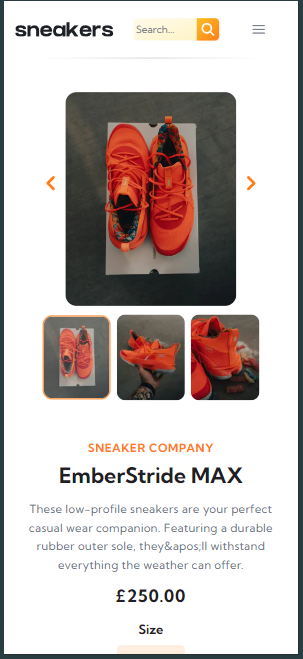 sneakers
Search...
SNEAKER COMPANY
EmberStride MAX
These low-profile sneakers are your perfect
casual wear companion. Featuring a durable
rubber outer sole, they&apos;ll withstand
everything the weather can offer.
£250.00
Size